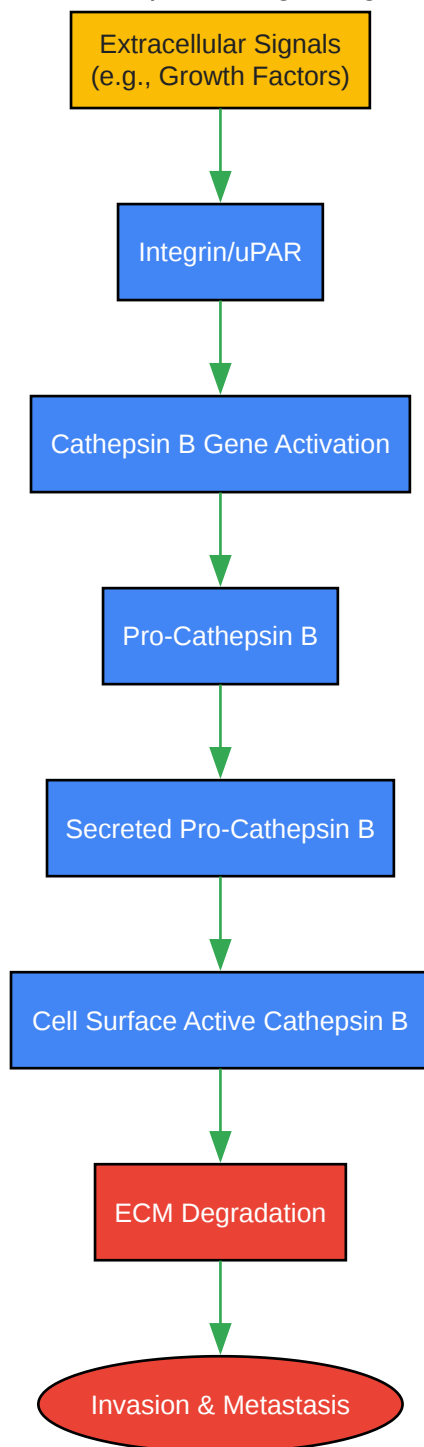 Extracellular Signals
(e.g., Growth Factors)
Integrin/uPAR
Cathepsin B Gene Activation
Pro-Cathepsin B
Secreted Pro-Cathepsin B
Cell Surface Active Cathepsin B
ECM Degradation
Invasion & Metastasis